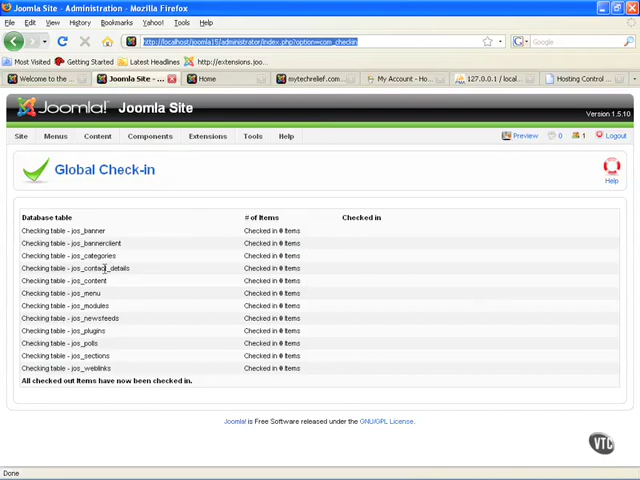 Joomla Site - Administration - Mozilla Firefox
File Edit View History Bookmarks Yahoo! Tools Help
http://localhost/joomla15/administrator/index.php?option=com_checkin
Google
Most Visited Getting Started Latest Headlines http://extensions.joo...
Welcome to the ... Joomla Site - ... Home mytechrelief.com... My Account - Ho... 127.0.0.1 / local... Hosting Control ...
Joomla! Joomla Site
Version 1.5.10
Site Menus Content Components Extensions Tools Help Preview 0 1 Logout
Global Check-in
Help
Database table # of Items Checked in
Checking table - jos_banner Checked in 0 Items
Checking table - jos_bannerclient Checked in 0 Items
Checking table - jos_categories Checked in 0 Items
Checking table - jos_contact_details Checked in 0 Items
Checking table - jos_content Checked in 0 Items
Checking table - jos_menu Checked in 0 Items
Checking table - jos_modules Checked in 0 Items
Checking table - jos_newsfeeds Checked in 0 Items
Checking table - jos_plugins Checked in 0 Items
Checking table - jos_polls Checked in 0 Items
Checking table - jos_sections Checked in 0 Items
Checking table - jos_weblinks Checked in 0 Items
All checked out Items have now been checked in.
Joomla! is Free Software released under the GNU/GPL License.
VTC
Done